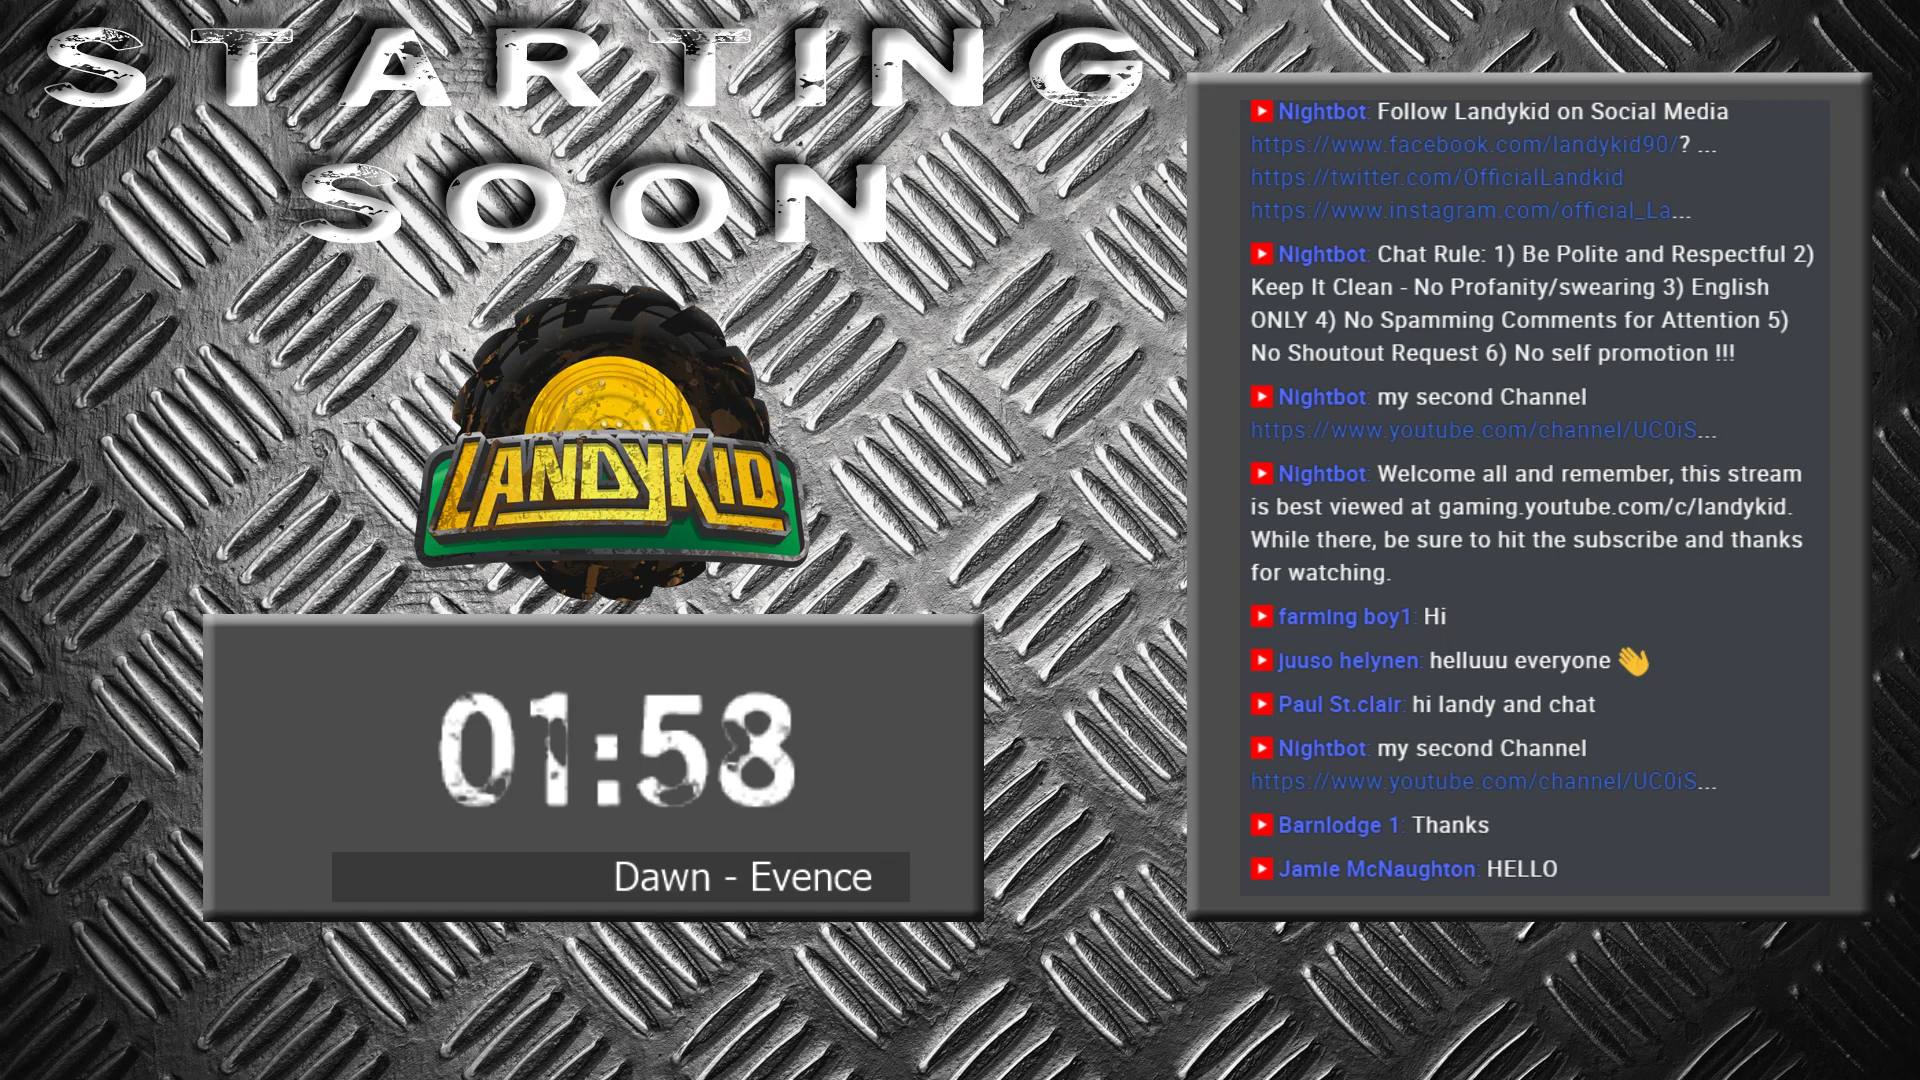 STARTING
SOON
LANDYKID
01:58
Dawn - Evence
Nightbot: Follow Landykid on Social Media
https://www.facebook.com/landykid90/? ...
https://twitter.com/OfficialLandkid
https://www.instagram.com/official_La...
Nightbot: Chat Rule: 1) Be Polite and Respectful 2)
Keep It Clean - No Profanity/swearing 3) English
ONLY 4) No Spamming Comments for Attention 5)
No Shoutout Request 6) No self promotion !!!
Nightbot: my second Channel
https://www.youtube.com/channel/UC0iS...
Nightbot: Welcome all and remember, this stream
is best viewed at gaming.youtube.com/c/landykid.
While there, be sure to hit the subscribe and thanks
for watching.
farming boy1: Hi
juuso helynen: helluuu everyone 👋
Paul St.clair: hi landy and chat
Nightbot: my second Channel
https://www.youtube.com/channel/UC0iS...
Barnlodge 1: Thanks
Jamie McNaughton: HELLO